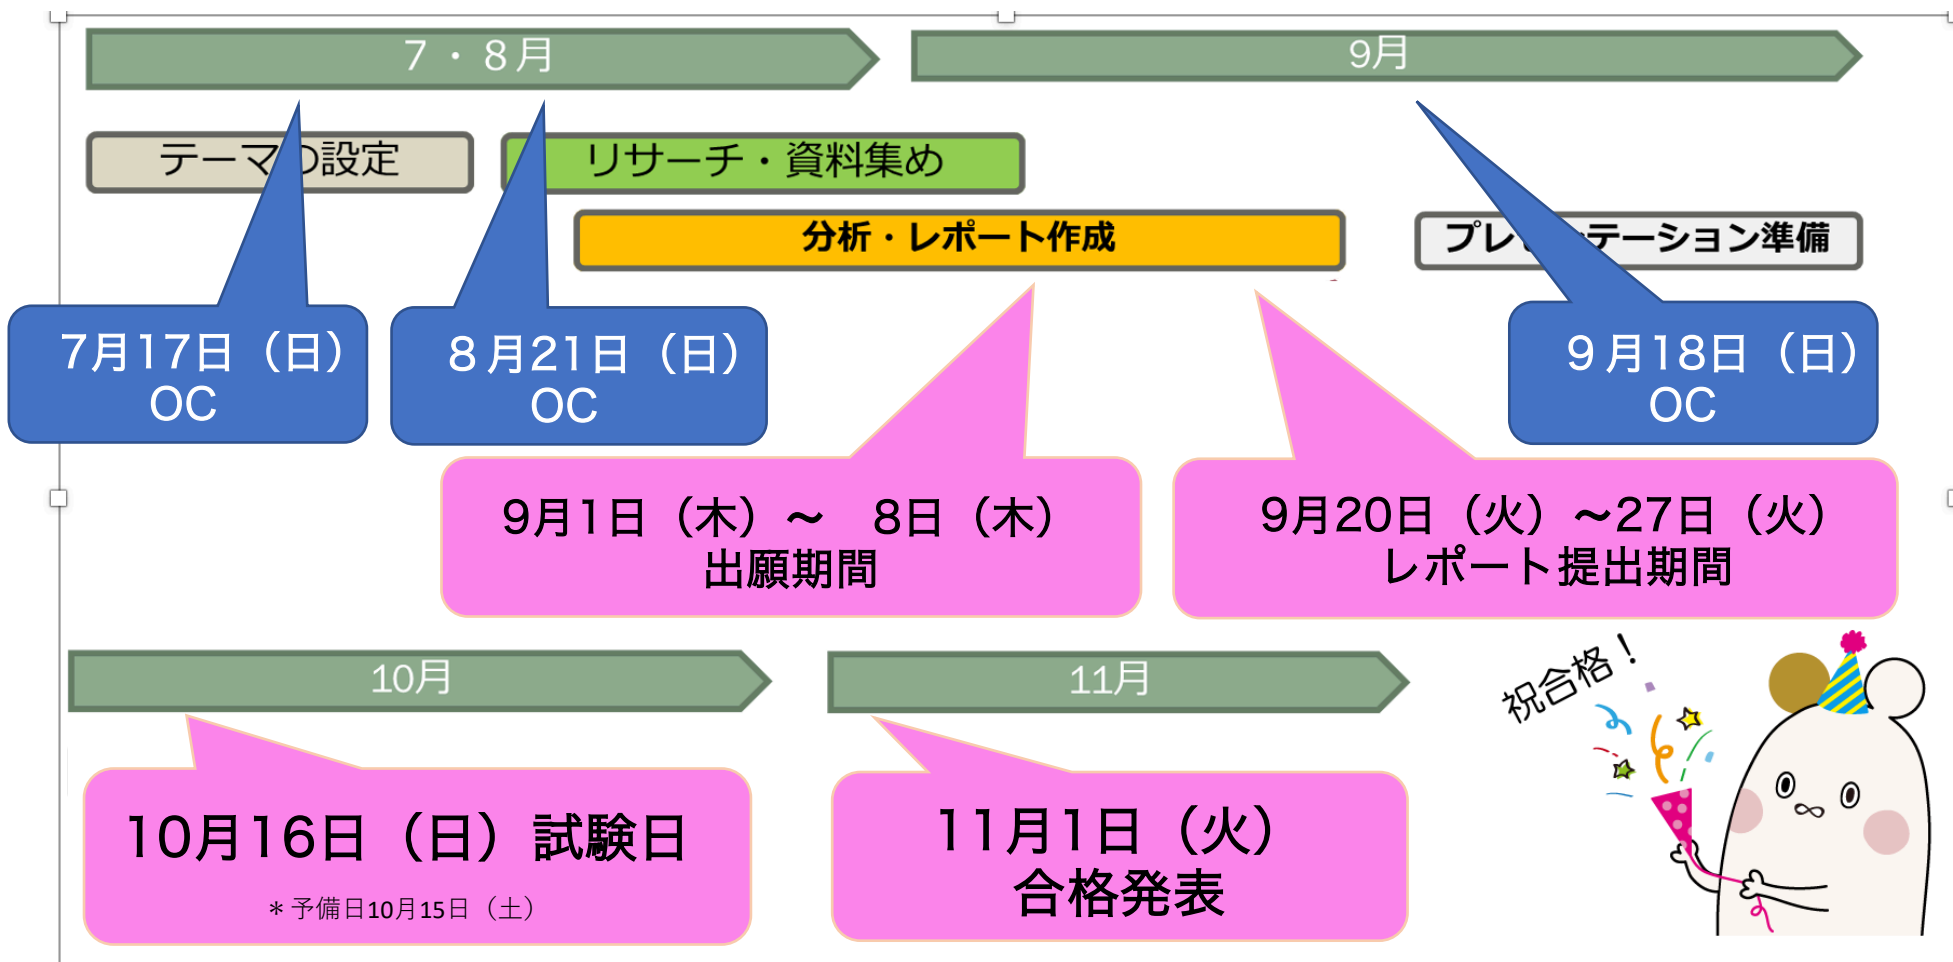 7・8月
9月
テーマの設定
リサーチ・資料集め
分析・レポート作成
プレゼンテーション準備
7月17日（日）
OC
8月21日（日）
OC
9月18日（日）
OC
9月1日（木）～　8日（木）
出願期間
9月20日（火）～27日（火）
レポート提出期間
10月
11月
祝合格！
10月16日（日）試験日
＊予備日10月15日（土）
11月1日（火）
合格発表